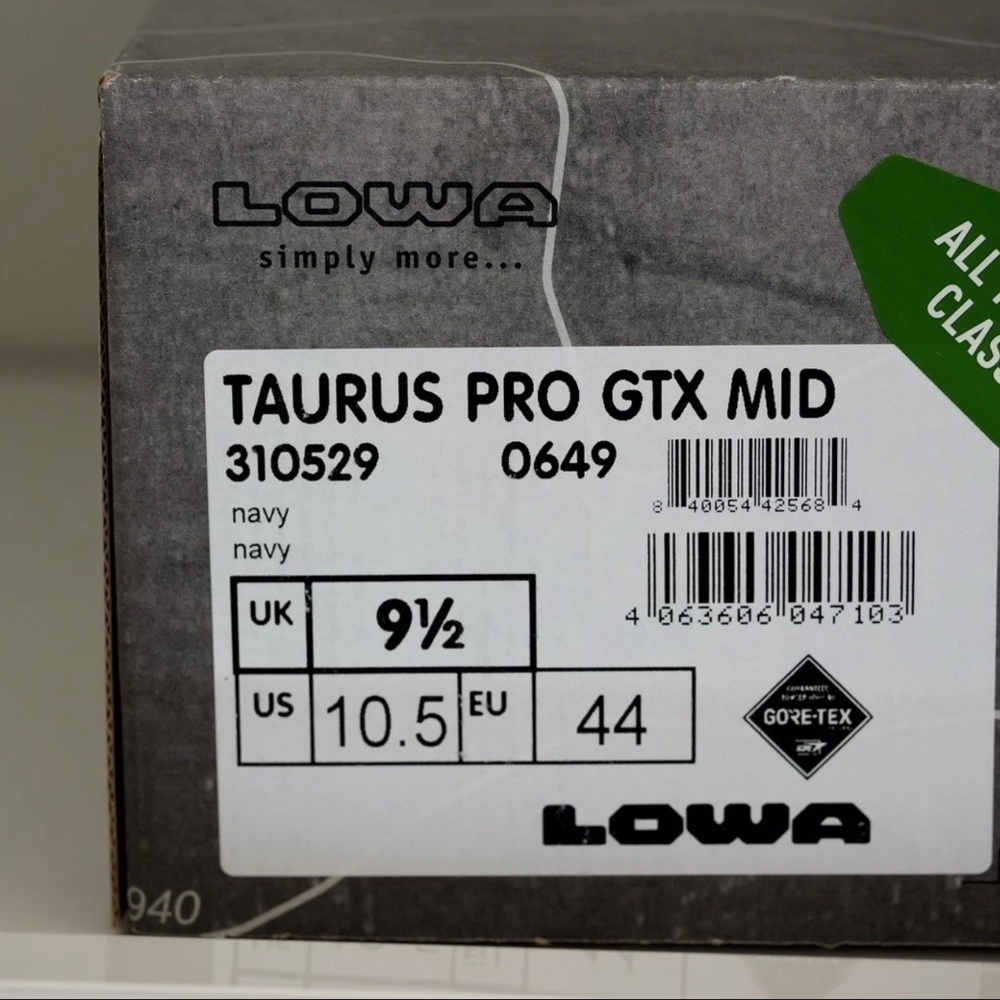 LOWA
simply more...
ALL
CLAS
TAURUS PRO GTX MID
310529 0649
8 40054 42568 4
navy
navy
4 063606 047103
UK 9½
US 10.5 EU 44
GORE-TEX
LOWA
940